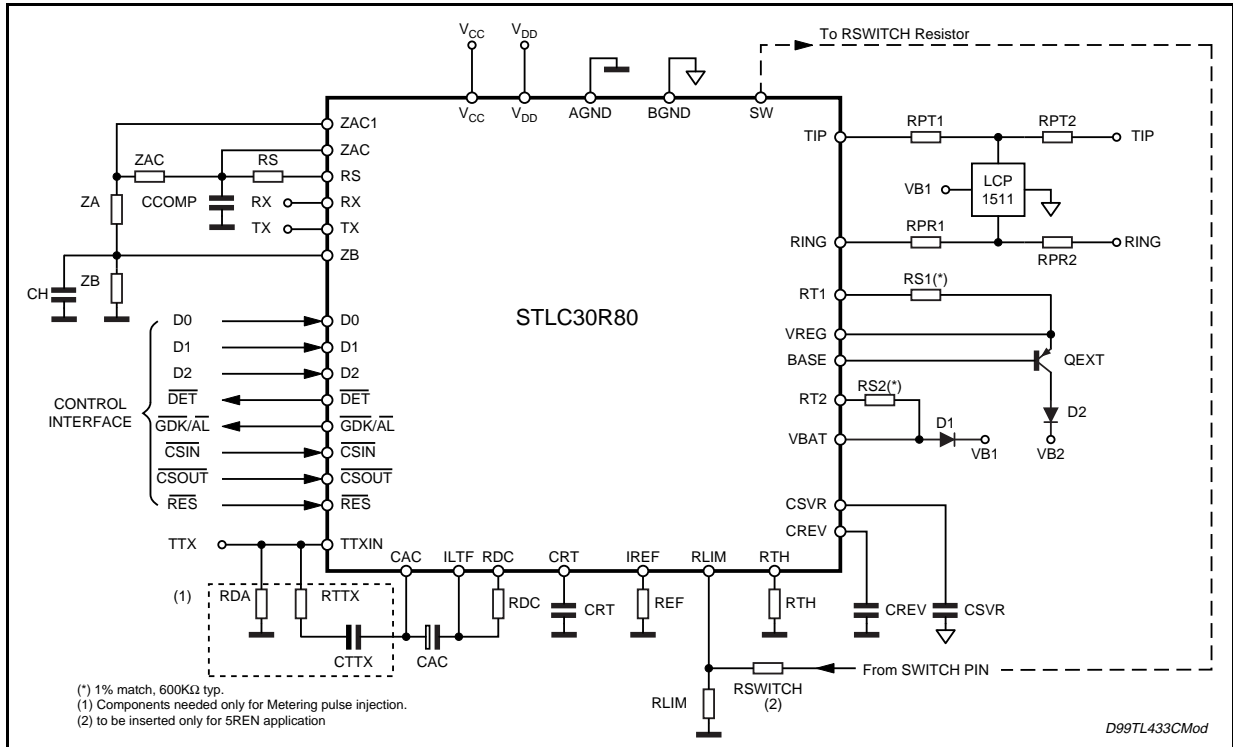 VCC
VDD
To RSWITCH Resistor
VCC
VDD
AGND
BGND
SW
ZAC1
ZAC
RS
RX
TX
ZB
ZAC
RS
ZA
CCOMP
RX
TX
CH
ZB
TIP
RPT1
RPT2
TIP
VB1
LCP
1511
RING
RPR1
RPR2
RING
RT1
RS1(*)
VREG
BASE
QEXT
RT2
RS2(*)
D1
D2
VBAT
VB1
VB2
STLC30R80
CONTROL
INTERFACE
D0
D0
D1
D1
D2
D2
DET
DET
GDK/AL
GDK/AL
CSIN
CSIN
CSOUT
CSOUT
RES
RES
CSVR
CREV
TTX
TTXIN
CAC
ILTF
RDC
CRT
IREF
RLIM
RTH
(1)
RDA
RTTX
RDC
CRT
REF
RTH
CREV
CSVR
CTTX
CAC
From SWITCH PIN
RSWITCH
(2)
RLIM
(*) 1% match, 600KΩ typ.
(1) Components needed only for Metering pulse injection.
(2) to be inserted only for 5REN application
D99TL433CMod